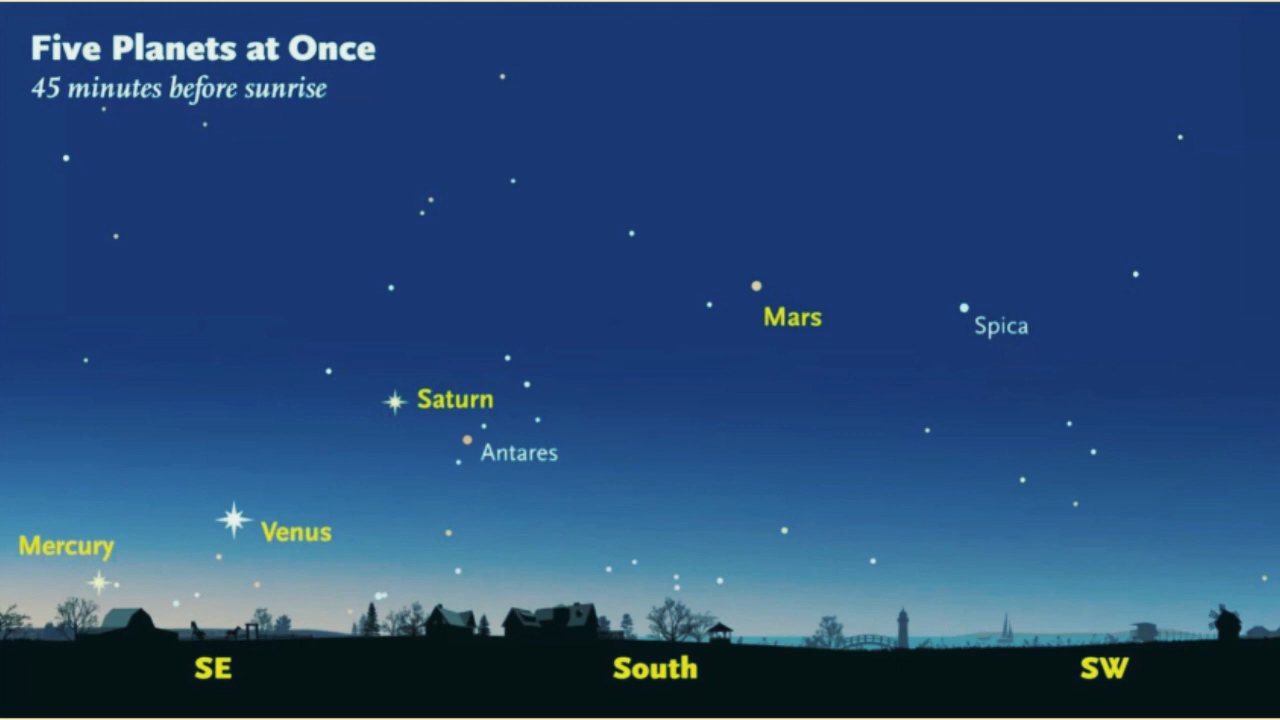 Five Planets at Once
45 minutes before sunrise
Mars
Spica
Saturn
Antares
Venus
Mercury
SE
South
SW